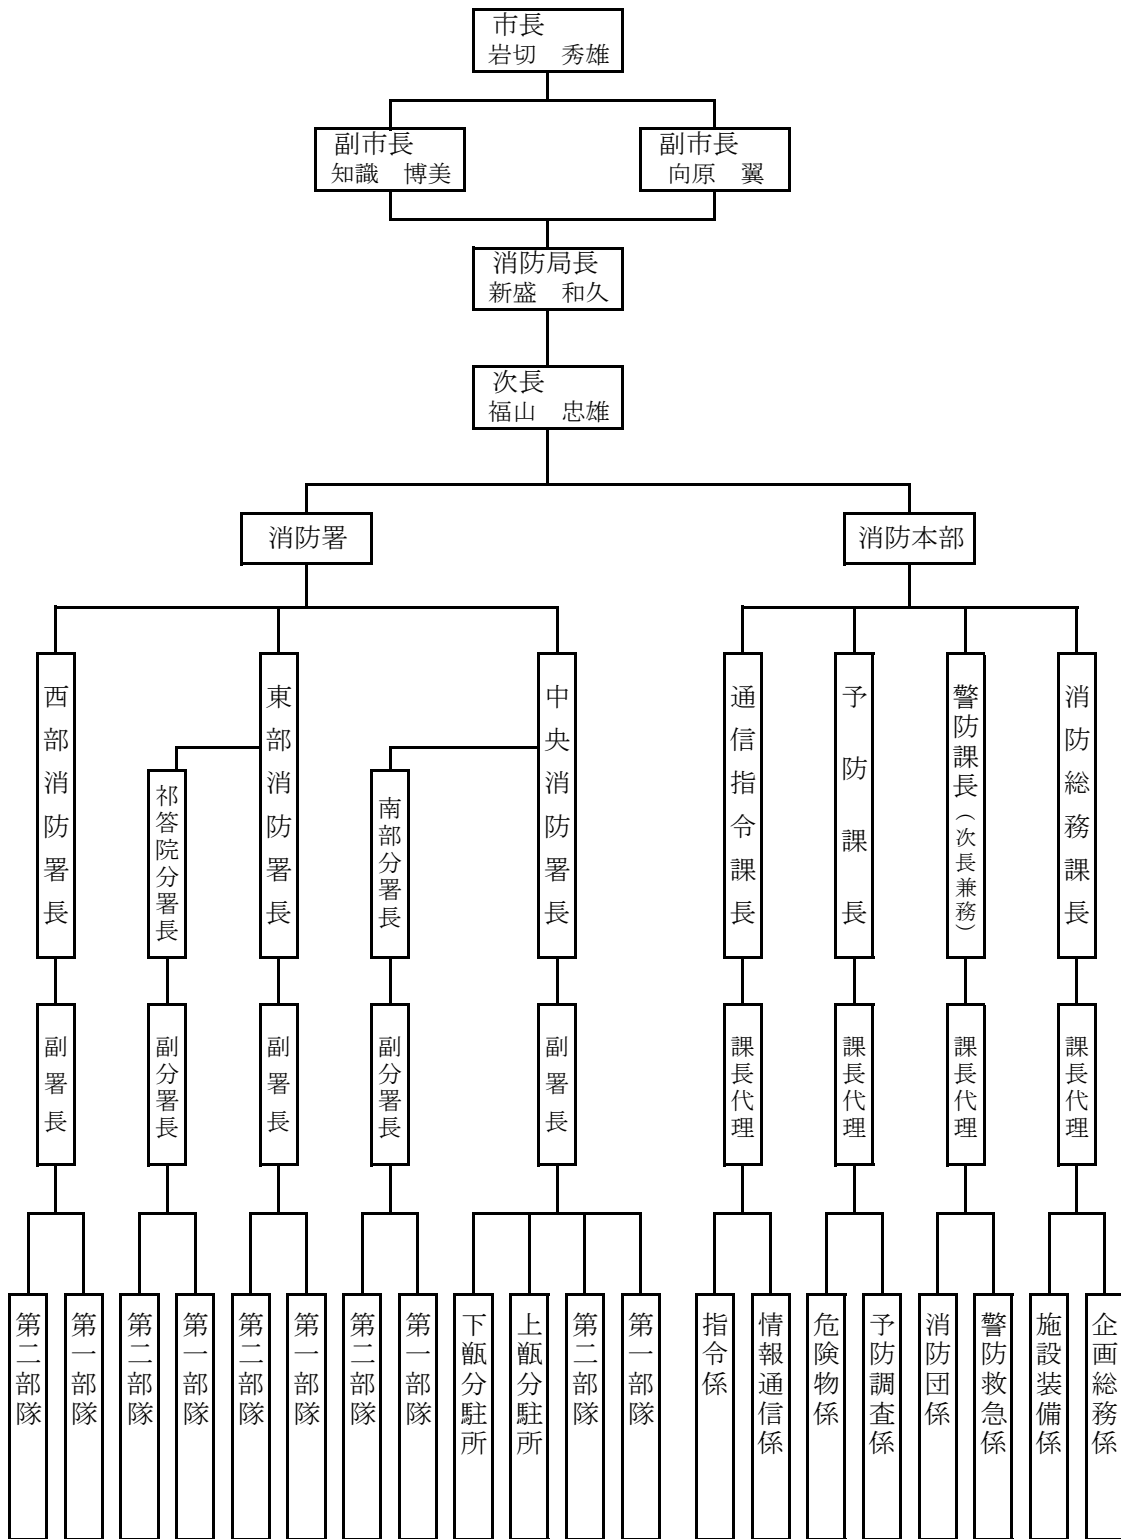 市長
岩切　秀雄
副市長
知識　博美
副市長
向原　翼
消防局長
新盛　和久
次長
福山　忠雄
消防署
消防本部
西部消防署長
東部消防署長
中央消防署長
通信指令課長
予防課長
警防課長（次長兼務）
消防総務課長
祁答院分署長
南部分署長
副署長
副分署長
副署長
副分署長
副署長
課長代理
課長代理
課長代理
課長代理
第二部隊
第一部隊
第二部隊
第一部隊
第二部隊
第一部隊
第二部隊
第一部隊
下甑分駐所
上甑分駐所
第二部隊
第一部隊
指令係
情報通信係
危険物係
予防調査係
消防団係
警防救急係
施設装備係
企画総務係